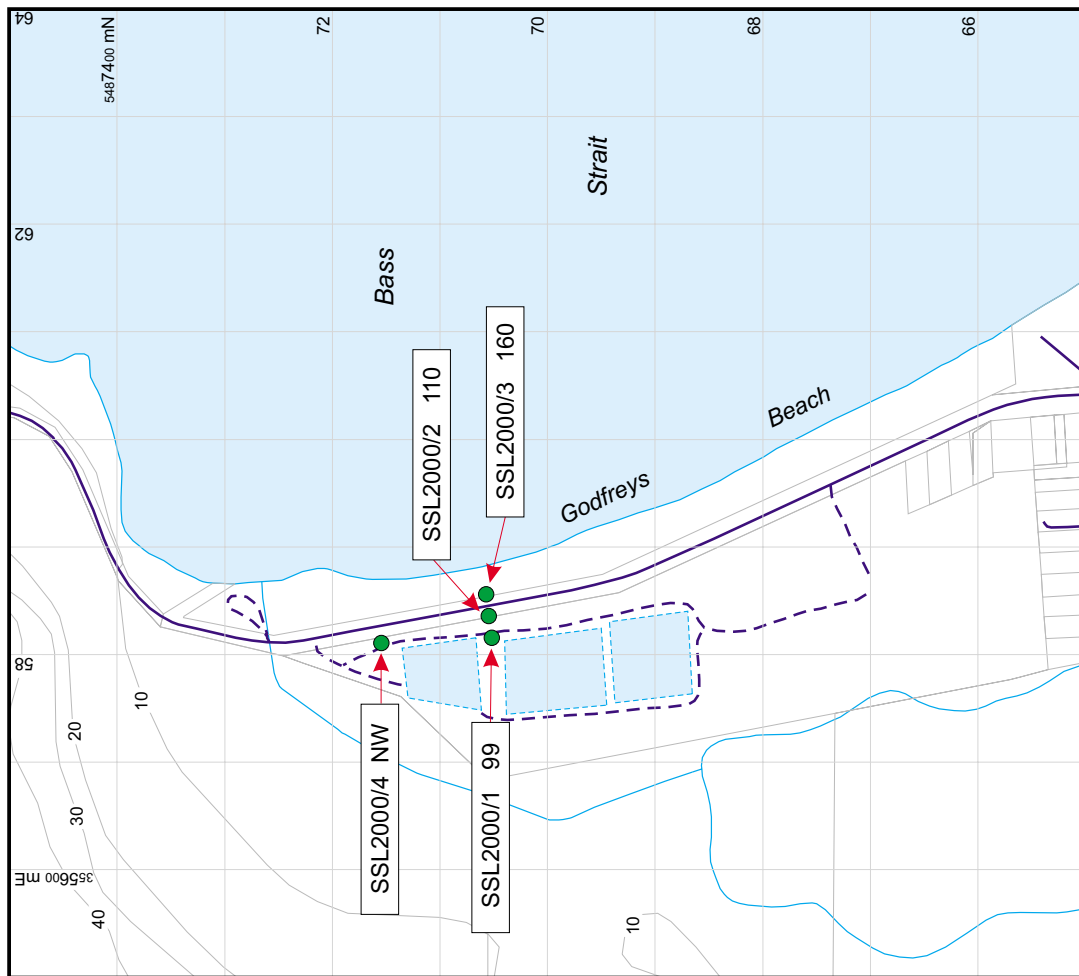 64
5487400 mN
72
70
68
66
62
Bass
Strait
SSL2000/2 110
SSL2000/3 160
Godfreys
Beach
58
SSL2000/4 NW
SSL2000/1 99
10
20
30
40
355600 mE
10